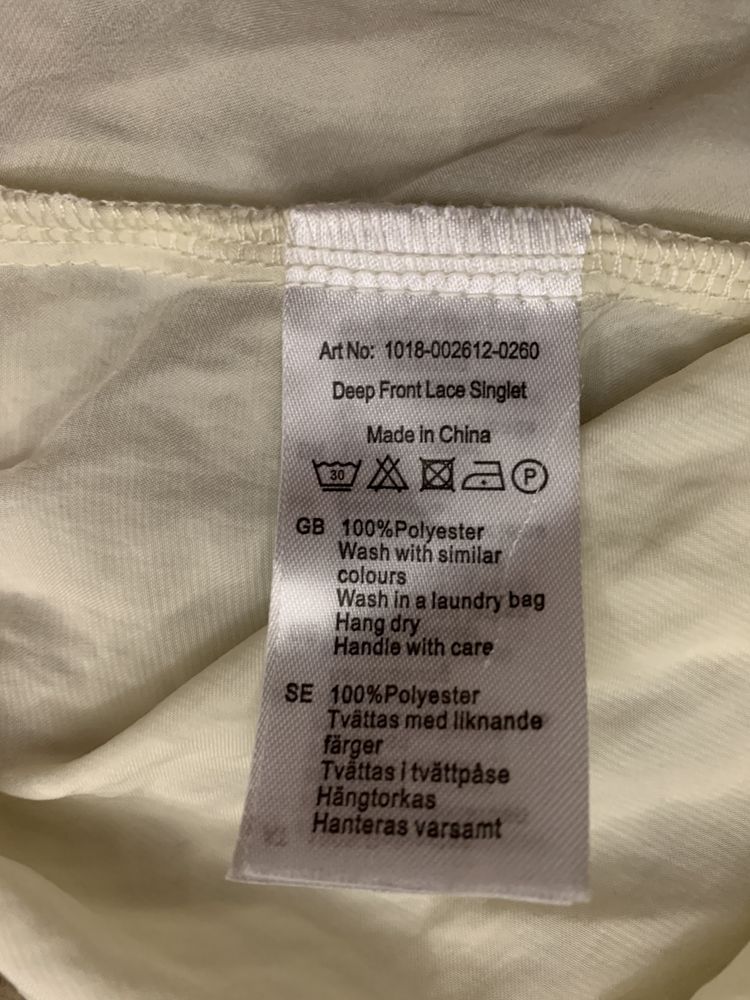 Art No: 1018-002612-0260
Deep Front Lace Singlet
Made in China
30 P
GB 100%Polyester
Wash with similar
colours
Wash in a laundry bag
Hang dry
Handle with care
SE 100%Polyester
Tvättas med liknande
färger
Tvättas i tvättpåse
Hängtorkas
Hanteras varsamt